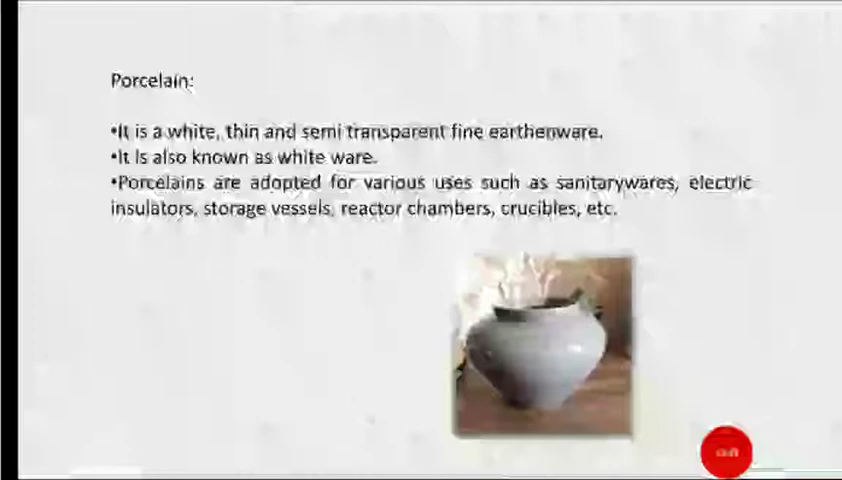 Porcelain:
•It is a white, thin and semi transparent fine earthenware.
•It is also known as white ware.
•Porcelains are adopted for various uses such as sanitarywares, electric
insulators, storage vessels, reactor chambers, crucibles, etc.